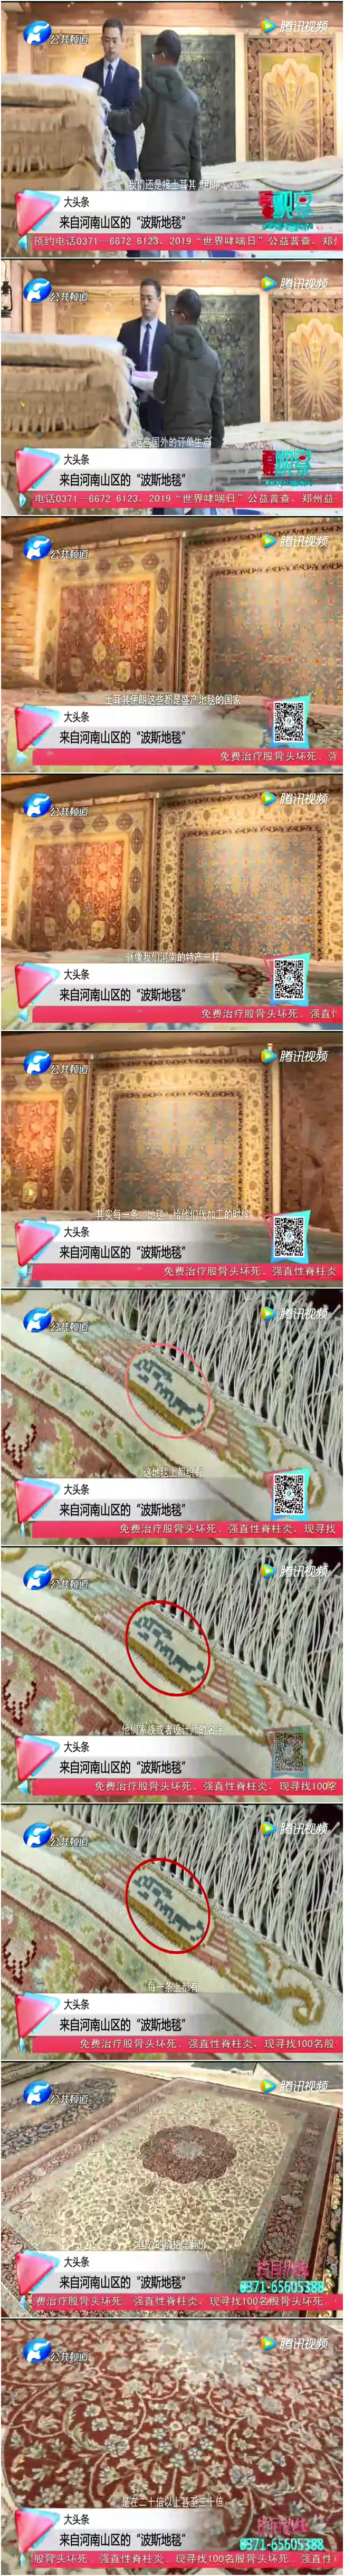 公共频道
腾讯视频
我们还是接土耳其 伊朗
大头条
来自河南山区的“波斯地毯”
预约电话0371—6672 6123、2019“世界哮喘日”公益普查、郑州
公共频道
腾讯视频
这些国外的订单生产
大头条
来自河南山区的“波斯地毯”
电话0371—6672 6123、2019“世界哮喘日”公益普查、郑州益
公共频道
腾讯视频
土耳其伊朗这些都是盛产地毯的国家
大头条
来自河南山区的“波斯地毯”
免费治疗股骨头坏死、强
公共频道
腾讯视频
就像我们河南的特产一样
大头条
来自河南山区的“波斯地毯”
免费治疗股骨头坏死、强直
公共频道
腾讯视频
其实每一条（地毯）给他们代加工的时候
大头条
来自河南山区的“波斯地毯”
免费治疗股骨头坏死、强直性脊柱炎
公共频道
腾讯视频
这地毯上都织有
大头条
来自河南山区的“波斯地毯”
免费治疗股骨头坏死、强直性脊柱炎、现寻找
公共频道
腾讯视频
他们家族或者设计师的名字
大头条
来自河南山区的“波斯地毯”
免费治疗股骨头坏死、强直性脊柱炎、现寻找100名
公共频道
腾讯视频
每一条上都有
大头条
来自河南山区的“波斯地毯”
免费治疗股骨头坏死、强直性脊柱炎、现寻找100名股
公共频道
腾讯视频
大头条
来自河南山区的“波斯地毯”
栏目热线
0371-65605388
费治疗股骨头坏死、强直性脊柱炎、现寻找100名股骨头坏死、
公共频道
腾讯视频
是在二十倍以上甚至三十倍
大头条
来自河南山区的“波斯地毯”
0371-65605388
股骨头坏死、强直性脊柱炎、现寻找100名股骨头坏死、强直性